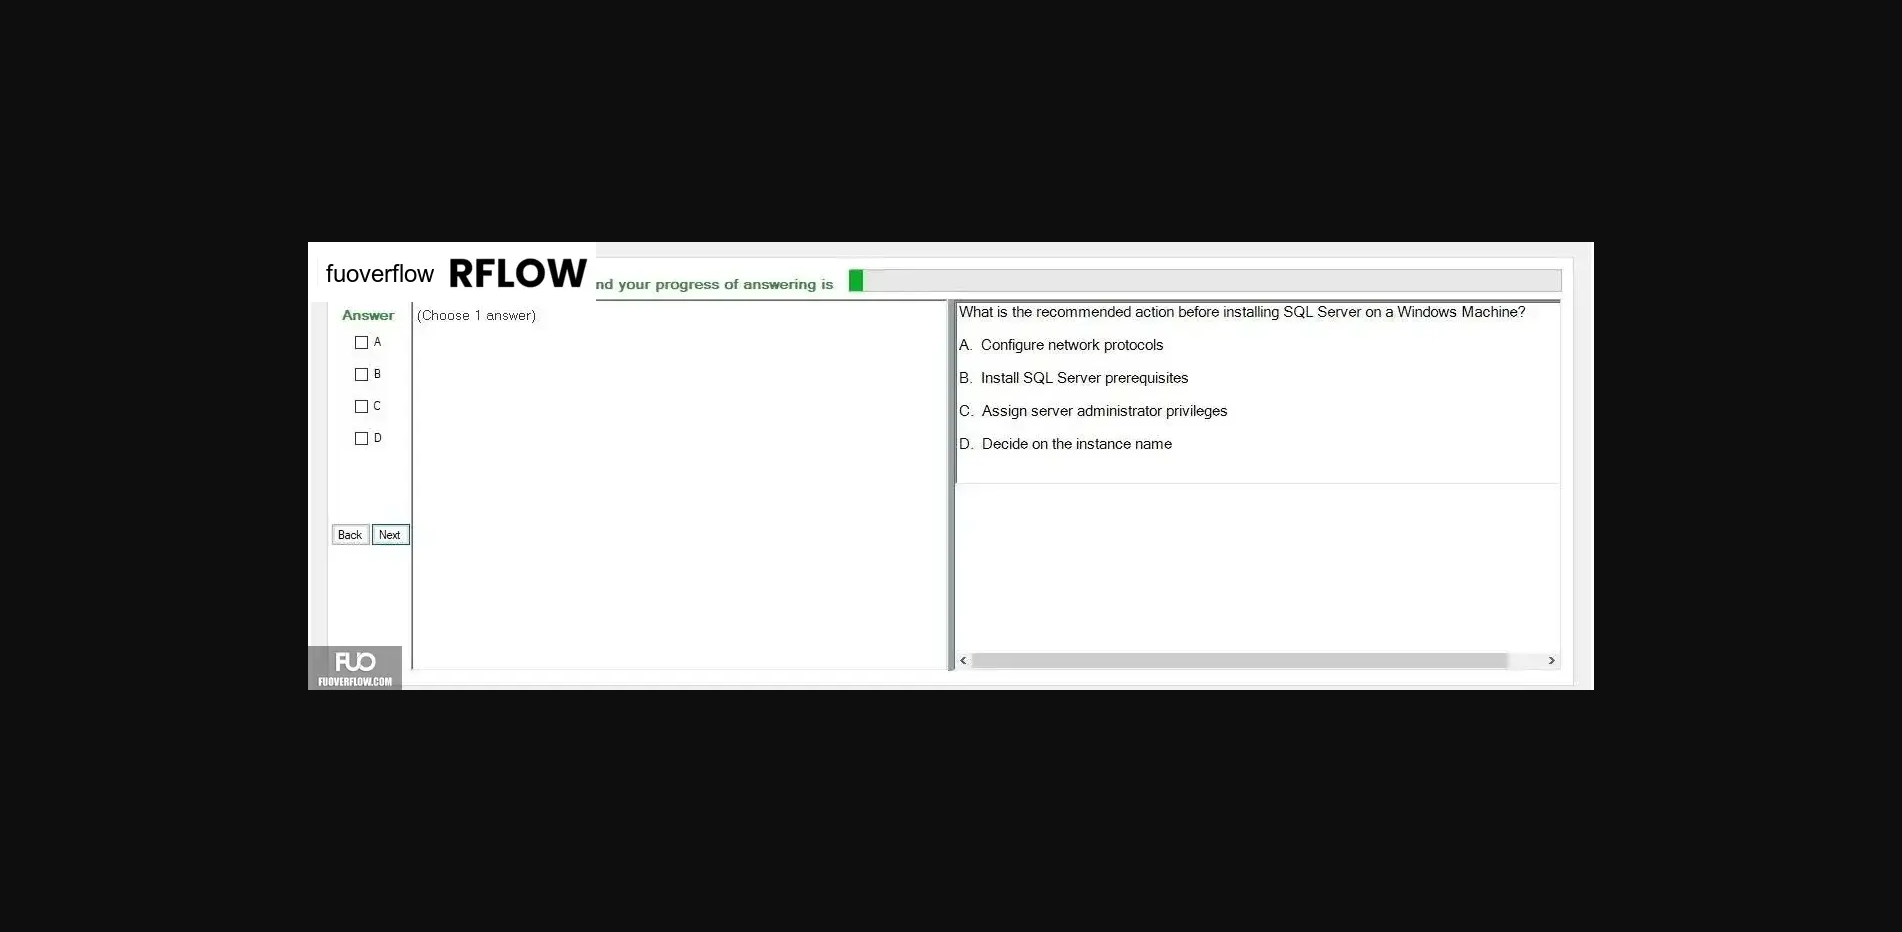 fuoverflow RFLOW
nd your progress of answering is
Answer
(Choose 1 answer)
A
B
C
D
Back Next
What is the recommended action before installing SQL Server on a Windows Machine?
A. Configure network protocols
B. Install SQL Server prerequisites
C. Assign server administrator privileges
D. Decide on the instance name
FUO
FUOVERFLOW.COM